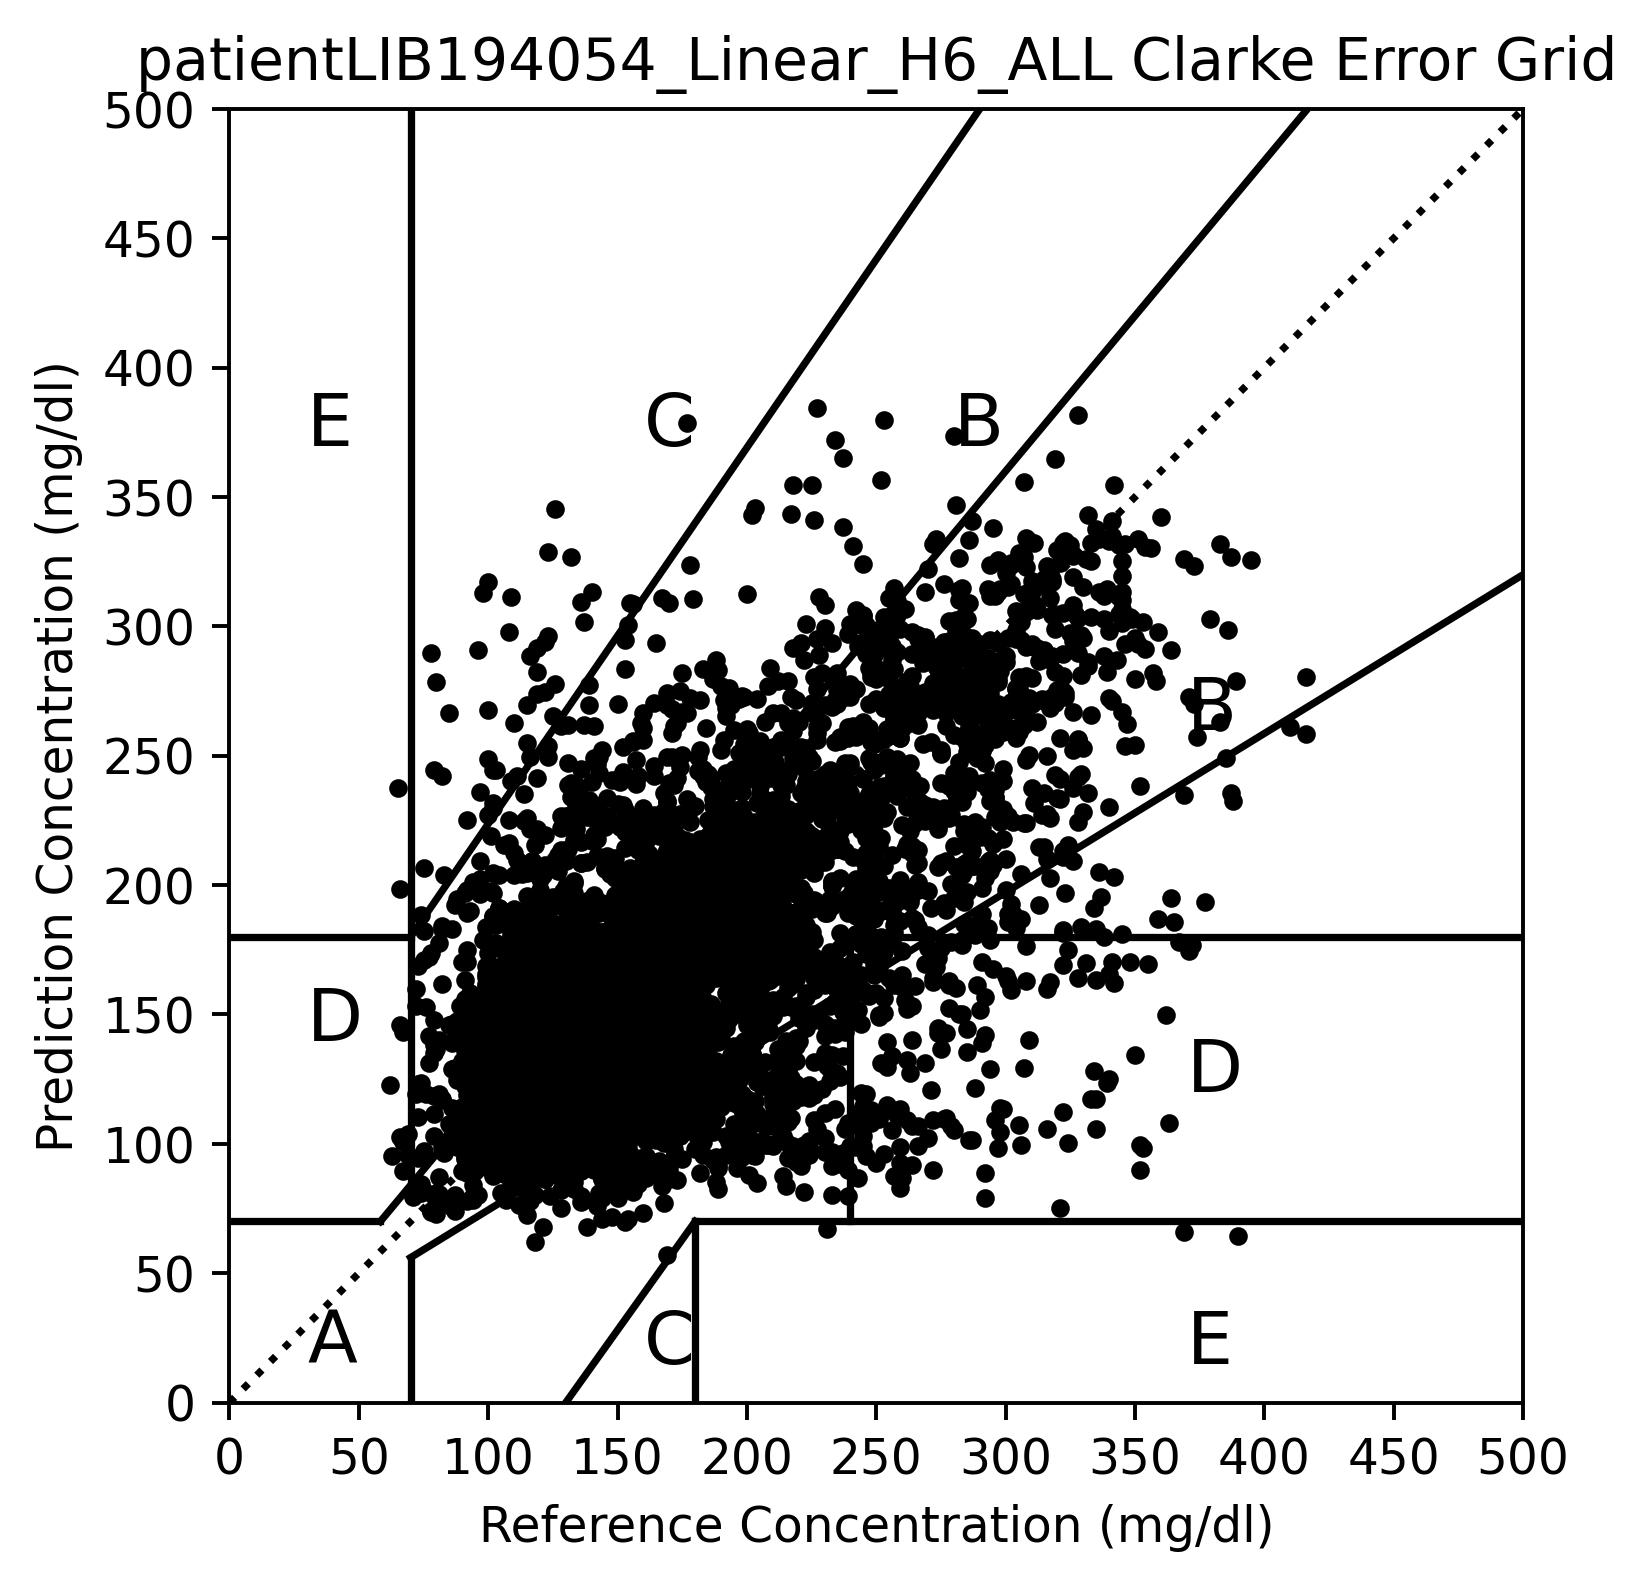 patientLIB194054_Linear_H6_ALL Clarke Error Grid
Prediction Concentration (mg/dl)
500
450
400
350
300
250
200
150
100
50
0
E
C
B
B
D
D
A
C
E
0 50 100 150 200 250 300 350 400 450 500
Reference Concentration (mg/dl)